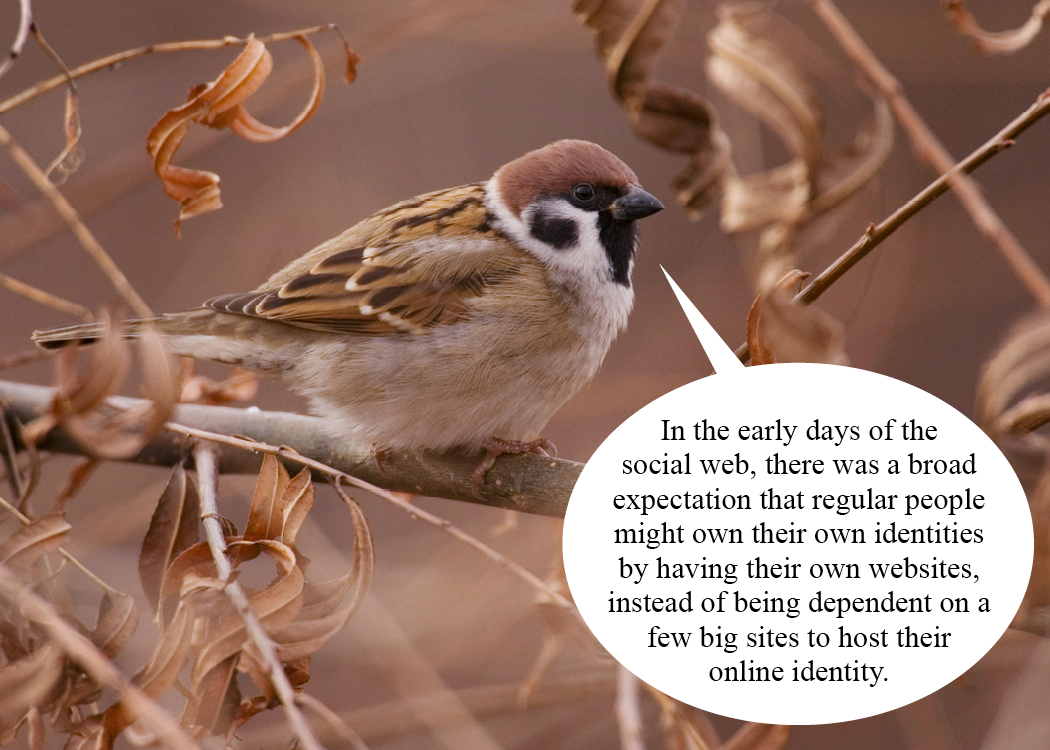 In the early days of the
social web, there was a broad
expectation that regular people
might own their own identities
by having their own websites,
instead of being dependent on a
few big sites to host their
online identity.